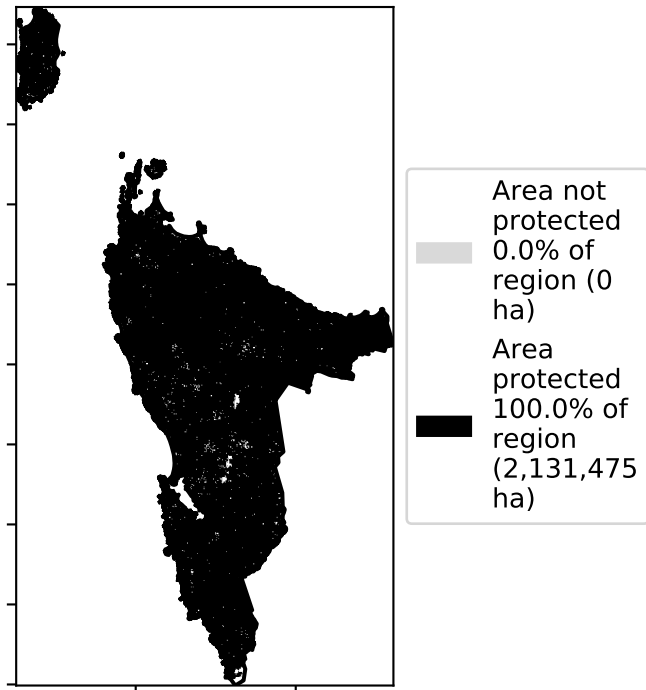 Area not
protected
0.0% of
region (0
ha)
Area
protected
100.0% of
region
(2,131,475
ha)